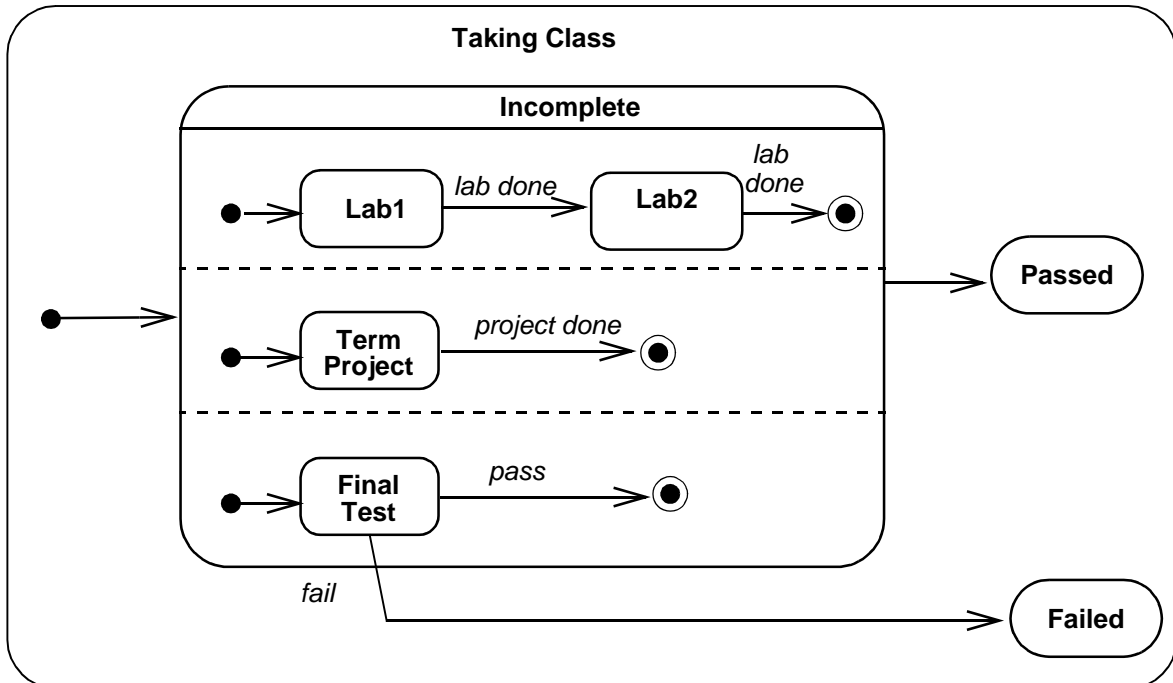 Taking Class
Incomplete
lab
done
lab done
Lab1
Lab2
Passed
project done
Term
Project
pass
Final
Test
fail
Failed